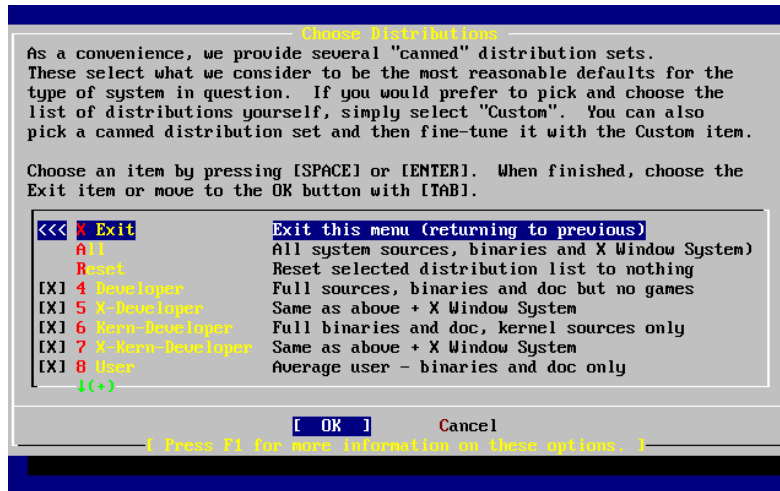 Choose Distributions
As a convenience, we provide several "canned" distribution sets.
These select what we consider to be the most reasonable defaults for the
type of system in question.  If you would prefer to pick and choose the
list of distributions yourself, simply select "Custom".  You can also
pick a canned distribution set and then fine-tune it with the Custom item.
Choose an item by pressing [SPACE] or [ENTER].  When finished, choose the
Exit item or move to the OK button with [TAB].
<<< X Exit Exit this menu (returning to previous)
All All system sources, binaries and X Window System)
Reset Reset selected distribution list to nothing
[X] 4 Developer Full sources, binaries and doc but no games
[X] 5 X-Developer Same as above + X Window System
[X] 6 Kern-Developer Full binaries and doc, kernel sources only
[X] 7 X-Kern-Developer Same as above + X Window System
[X] 8 User Average user - binaries and doc only
↓(+)
[ OK ] Cancel
[ Press F1 for more information on these options. ]